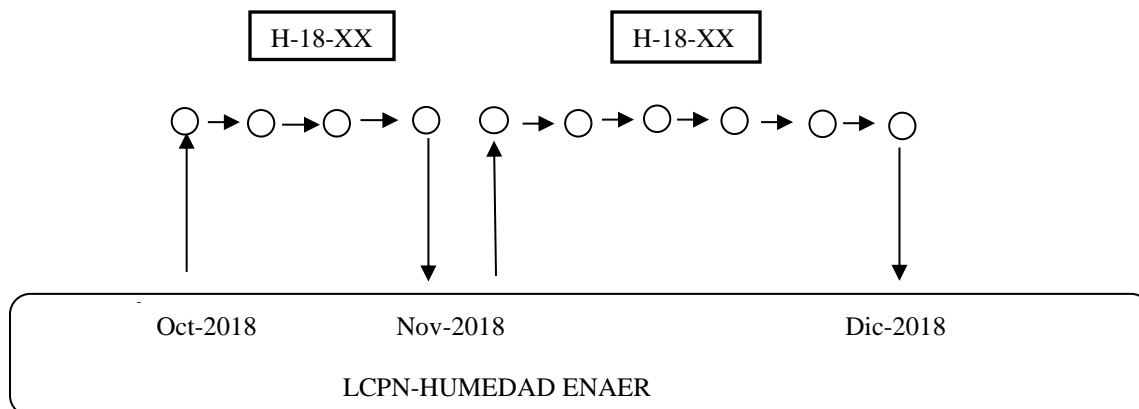 H-18-XX
H-18-XX
Oct-2018
Nov-2018
Dic-2018
LCPN-HUMEDAD ENAER